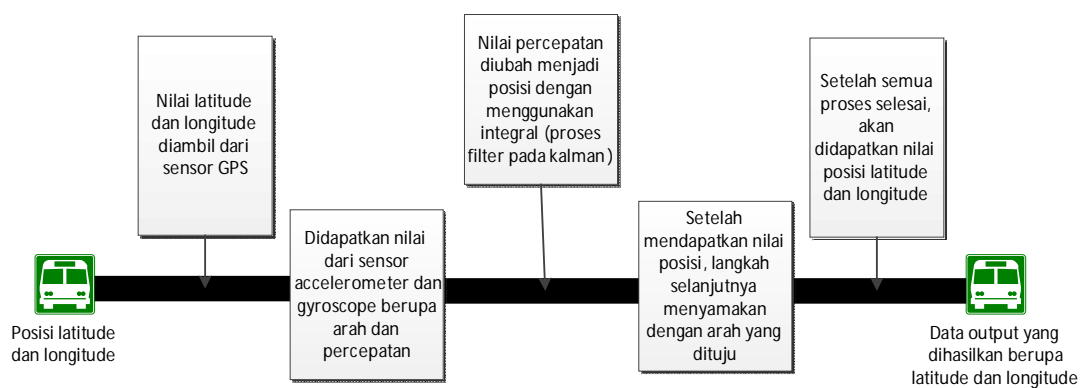 Posisi latitude
dan longitude
Nilai latitude
dan longitude
diambil dari
sensor GPS
Didapatkan nilai
dari sensor
accelerometer dan
gyroscope berupa
arah dan
percepatan
Nilai percepatan
diubah menjadi
posisi dengan
menggunakan
integral (proses
filter pada kalman)
Setelah
mendapatkan nilai
posisi, langkah
selanjutnya
menyamakan
dengan arah yang
dituju
Setelah semua
proses selesai,
akan
didapatkan nilai
posisi latitude
dan longitude
Data output yang
dihasilkan berupa
latitude dan longitude